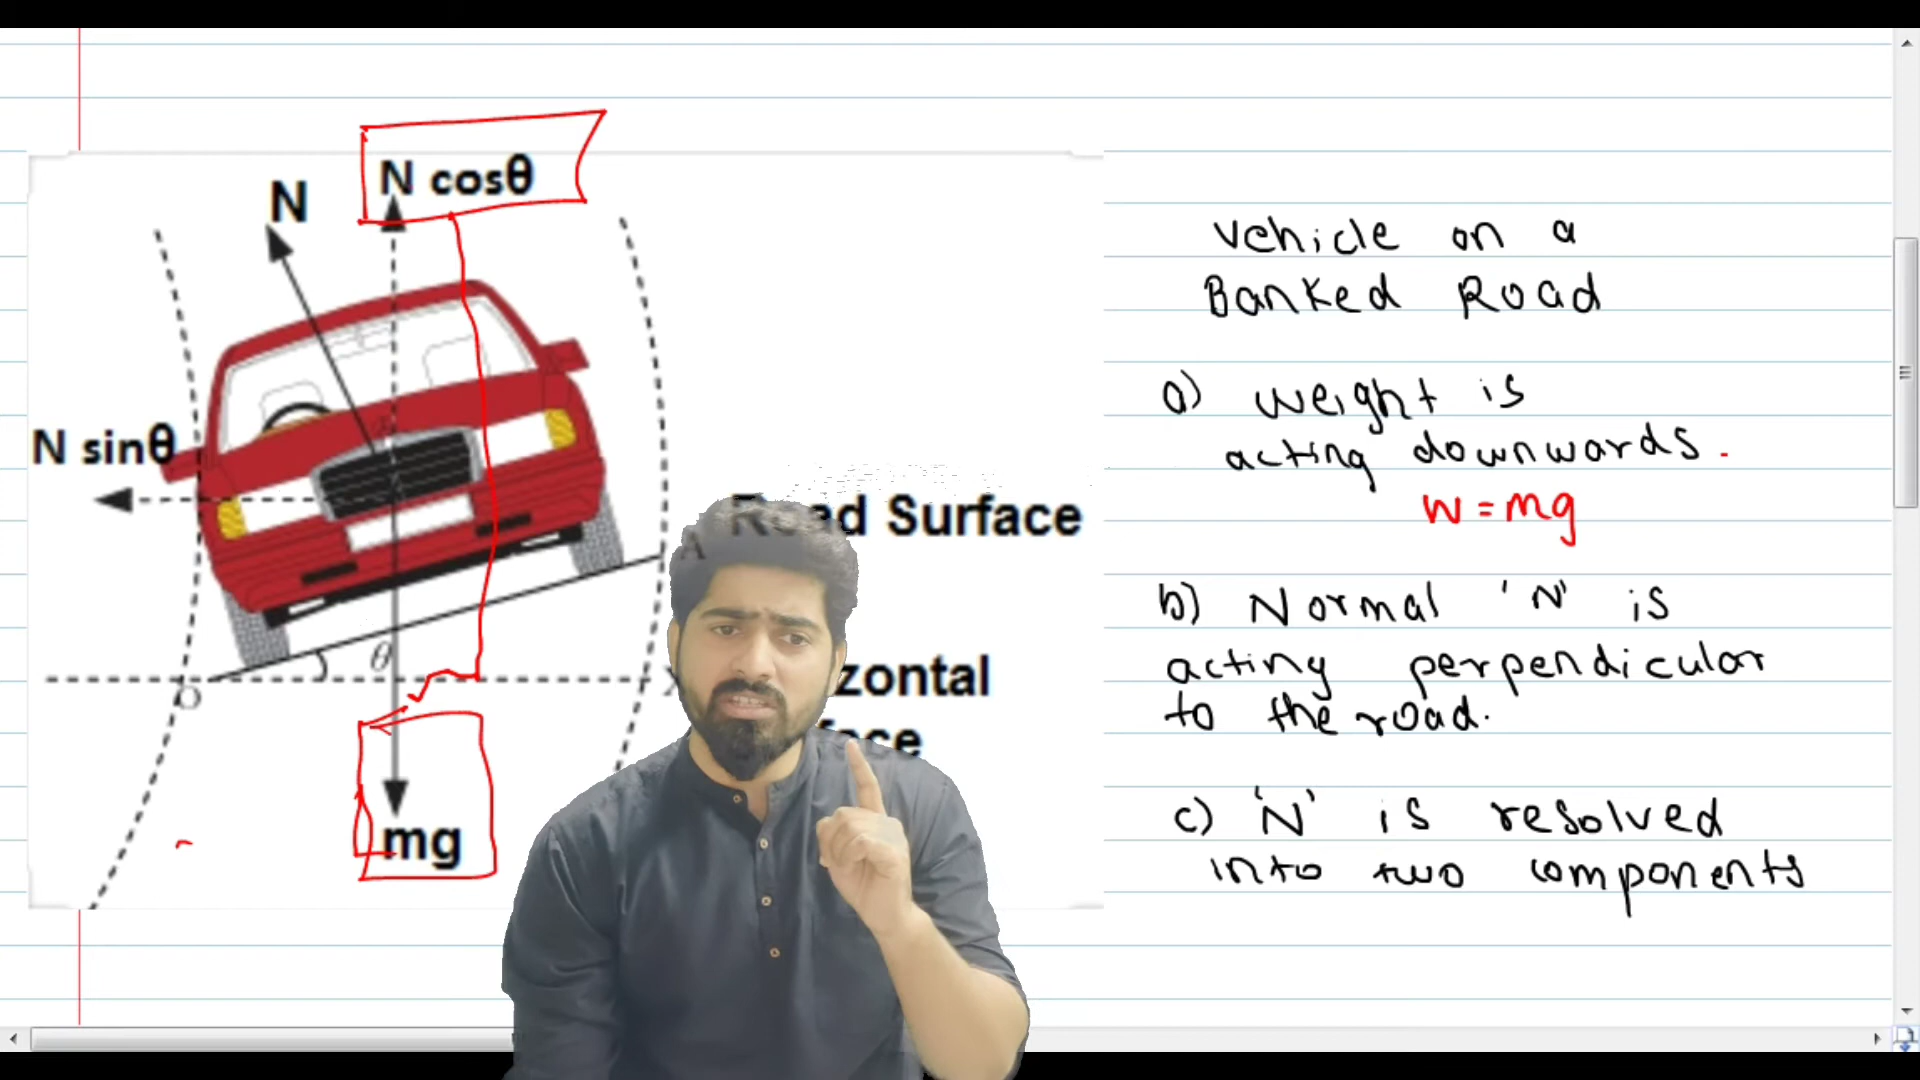 N cosθ
N
N sinθ
Road Surface
θ
O
mg
Vehicle on a
Banked Road
a) Weight is
acting downwards.
W = mg
b) Normal 'N' is
acting perpendicular
to the road.
c) 'N' is resolved
into two components